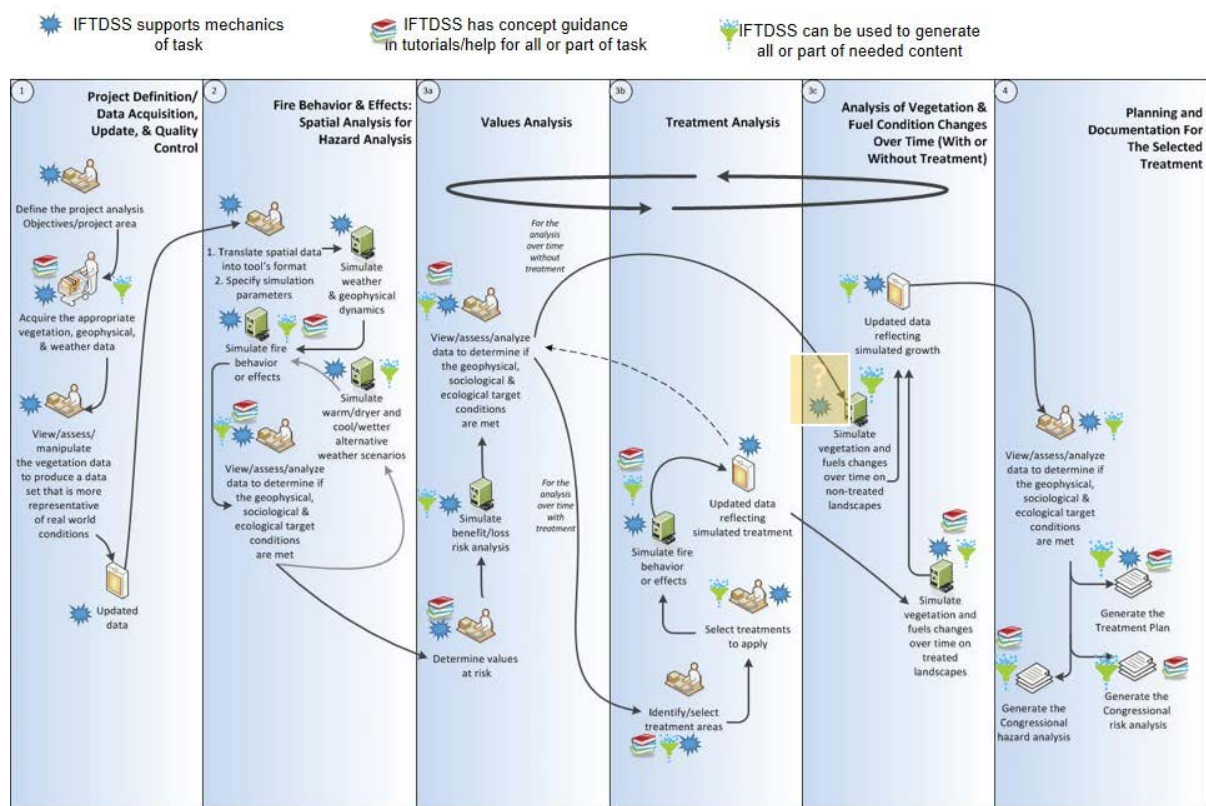 IFTDSS supports mechanics
of task
IFTDSS has concept guidance
in tutorials/help for all or part of task
IFTDSS can be used to generate
all or part of needed content
1
Project Definition/
Data Acquisition,
Update, & Quality
Control
Define the project analysis
Objectives/project area
Acquire the appropriate
vegetation, geophysical,
& weather data
View/assess/
manipulate
the vegetation data
to produce a data
set that is more
representative
of real world
conditions
Updated
data
2
Fire Behavior & Effects:
Spatial Analysis for
Hazard Analysis
1. Translate spatial data
into tool's format
2. Specify simulation
parameters
Simulate
weather
& geophysical
dynamics
Simulate fire
behavior
or effects
Simulate
warm/dryer and
cool/wetter
alternative
weather scenarios
View/assess/analyze
data to determine if
the geophysical,
sociological &
ecological target
conditions
are met
3a
Values Analysis
For the
analysis
over time
without
treatment
View/assess/analyze
data to determine if
the geophysical,
sociological &
ecological target
conditions
are met
For the
analysis
over time
with
treatment
Simulate
benefit/loss
risk analysis
Determine values
at risk
3b
Treatment Analysis
Updated data
reflecting
simulated treatment
Simulate fire
behavior
or effects
Select treatments
to apply
Identify/select
treatment areas
3c
Analysis of Vegetation &
Fuel Condition Changes
Over Time (With or
Without Treatment)
Updated data
reflecting
simulated growth
?
Simulate
vegetation and
fuels changes
over time on
non-treated
landscapes
Simulate
vegetation and
fuels changes
over time on
treated
landscapes
4
Planning and
Documentation For
The Selected
Treatment
View/assess/analyze
data to determine if
the geophysical,
sociological &
ecological target
conditions
are met
Generate the
Treatment Plan
Generate the
Congressional
risk analysis
Generate the
Congressional
hazard analysis